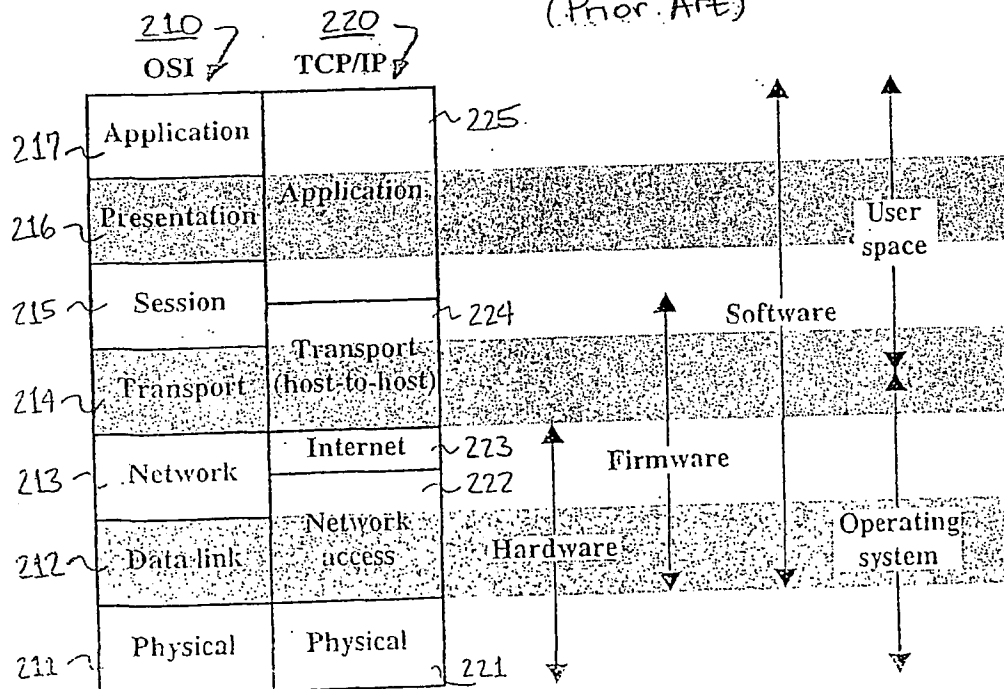 (Prior Art)
210
220
OSI
TCP/IP
217
Application
225
216
Presentation
Application
User
space
215
Session
224
Software
214
Transport
Transport
(host-to-host)
213
Network
Internet
223
Firmware
222
212
Data link
Network
access
Hardware
Operating
system
211
Physical
Physical
221